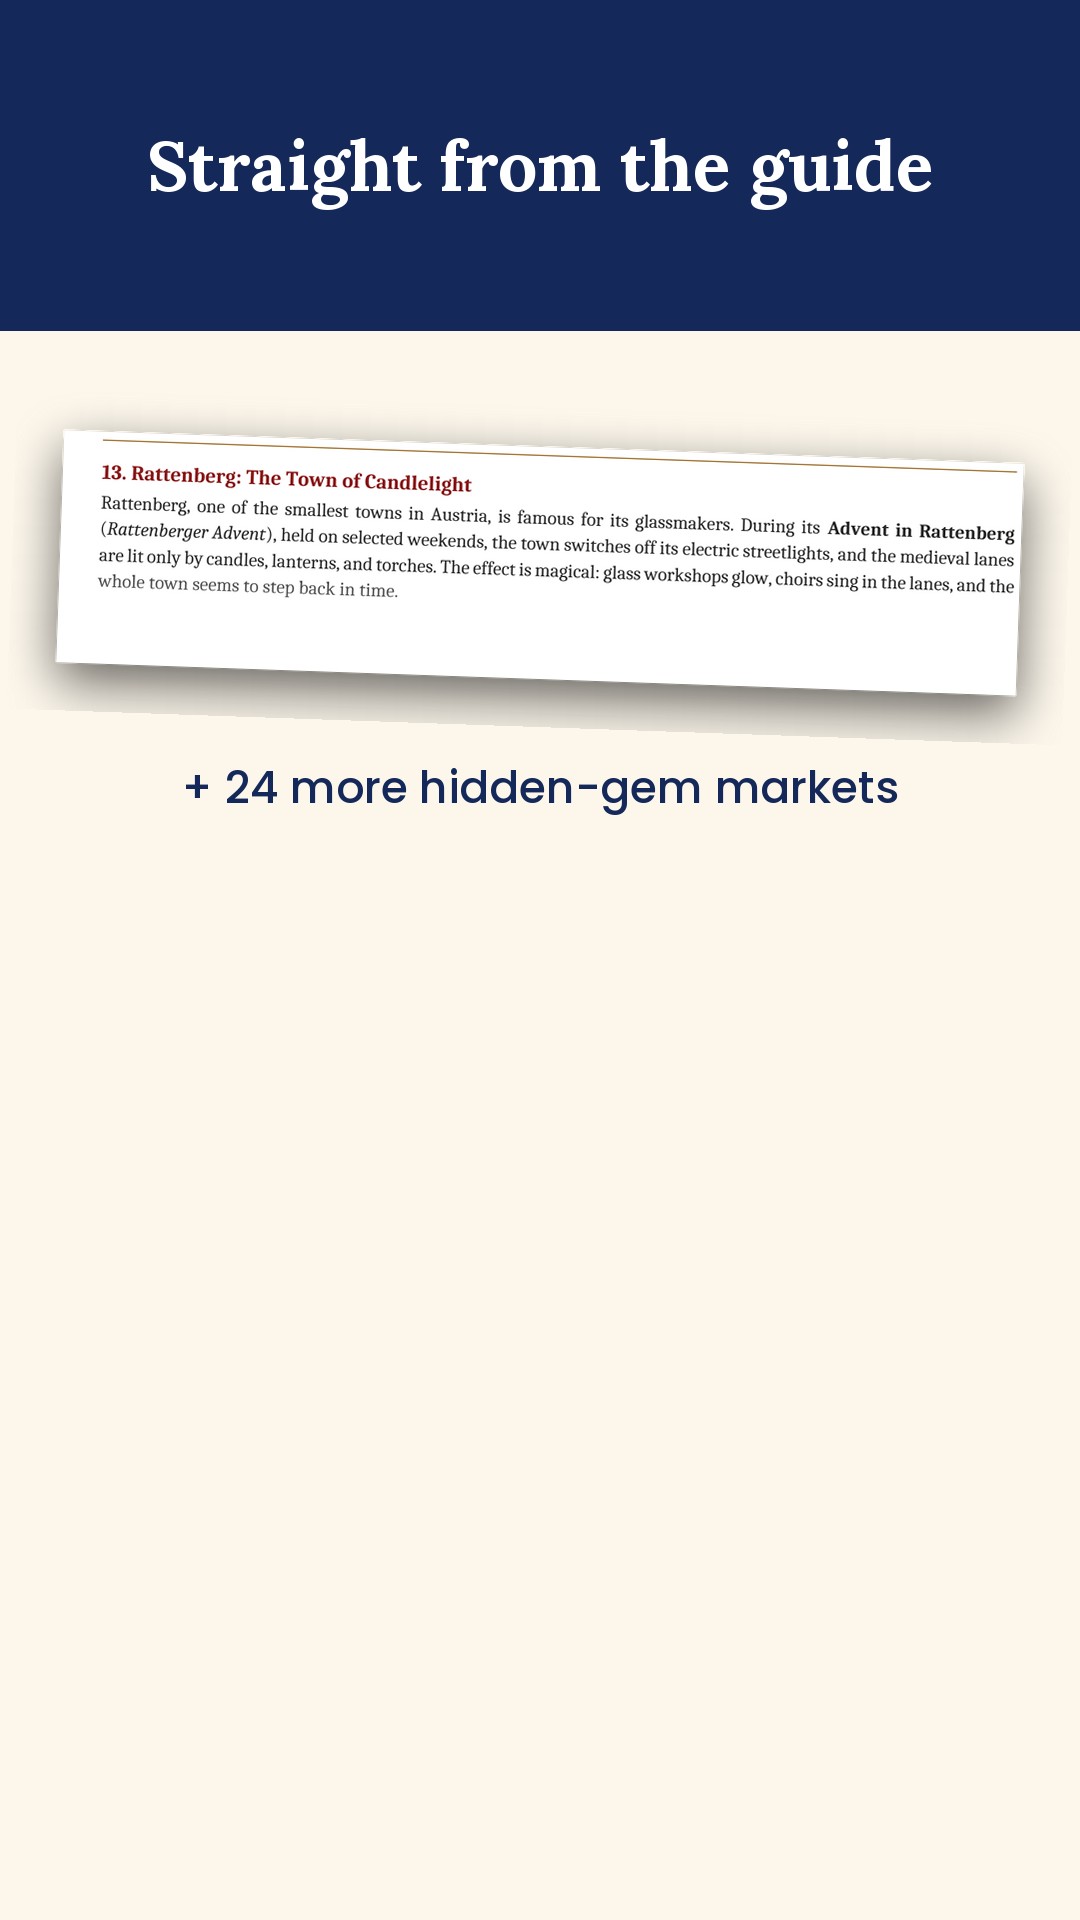 Straight from the guide
13. Rattenberg: The Town of Candlelight
Rattenberg, one of the smallest towns in Austria, is famous for its glassmakers. During its Advent in Rattenberg
(Rattenberger Advent), held on selected weekends, the town switches off its electric streetlights, and the medieval lanes
are lit only by candles, lanterns, and torches. The effect is magical: glass workshops glow, choirs sing in the lanes, and the
whole town seems to step back in time.
+ 24 more hidden-gem markets